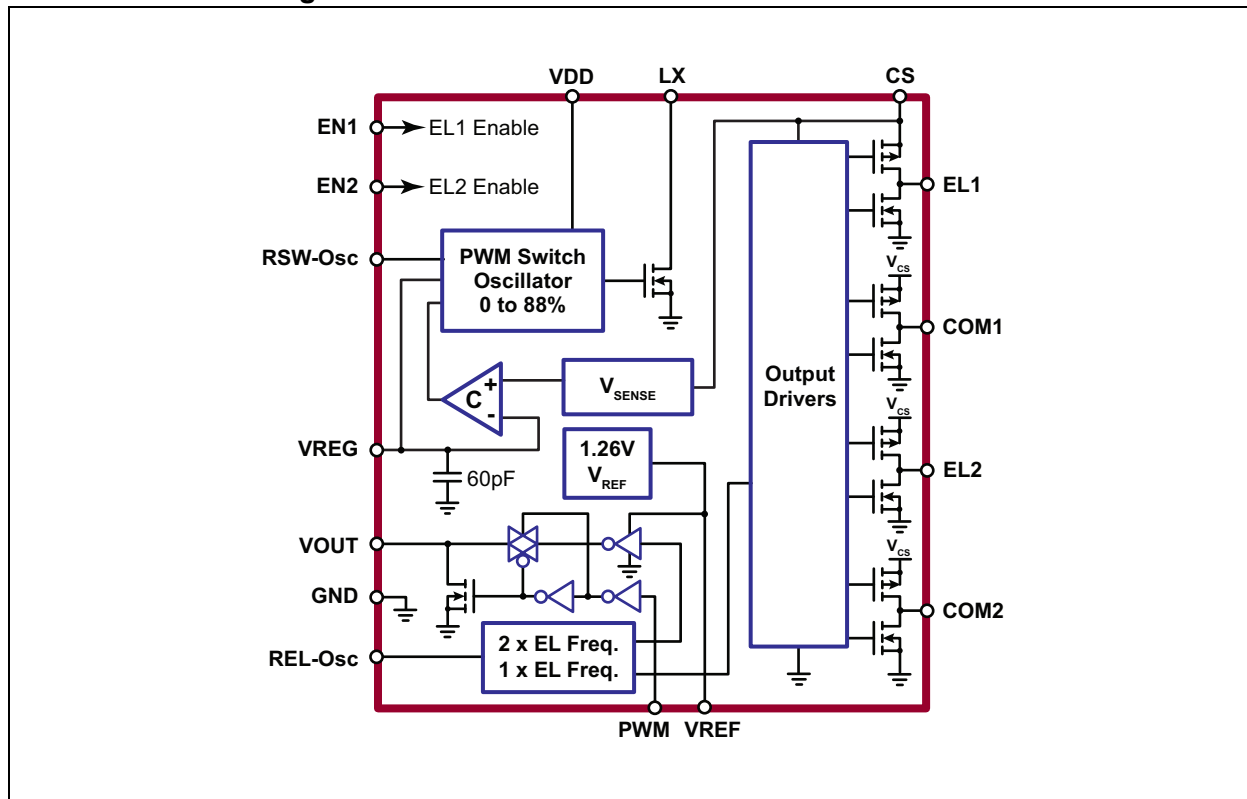 VDD LX CS
EN1 EL1 Enable
EN2 EL2 Enable
EL1
RSW-Osc
PWM Switch
Oscillator
0 to 88%
VCS
COM1
C + -
VSENSE
Output
Drivers
VCS
VREG
60pF
1.26V
VREF
EL2
VOUT
VCS
GND
COM2
REL-Osc
2 x EL Freq.
1 x EL Freq.
PWM VREF